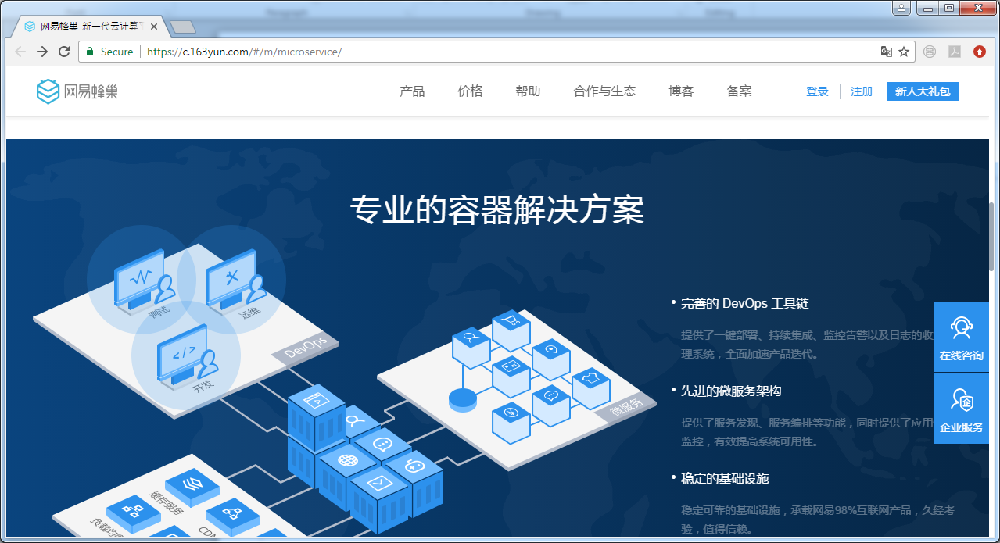 网易蜂巢-新一代云计算
Secure
https://c.163yun.com/#/m/microservice/
网易蜂巢
产品
价格
帮助
合作与生态
博客
备案
登录
注册
新人大礼包
专业的容器解决方案
测试
运维
开发
DevOps
微服务
缓存服务
负载均
CDN
完善的 DevOps 工具链
提供了一键部署、持续集成、监控告警以及日志的收
理系统，全面加速产品迭代。
先进的微服务架构
提供了服务发现、服务编排等功能，同时提供了应用
监控，有效提高系统可用性。
稳定的基础设施
稳定可靠的基础设施，承载网易98%互联网产品，久经考
验，值得信赖。
在线咨询
企业服务